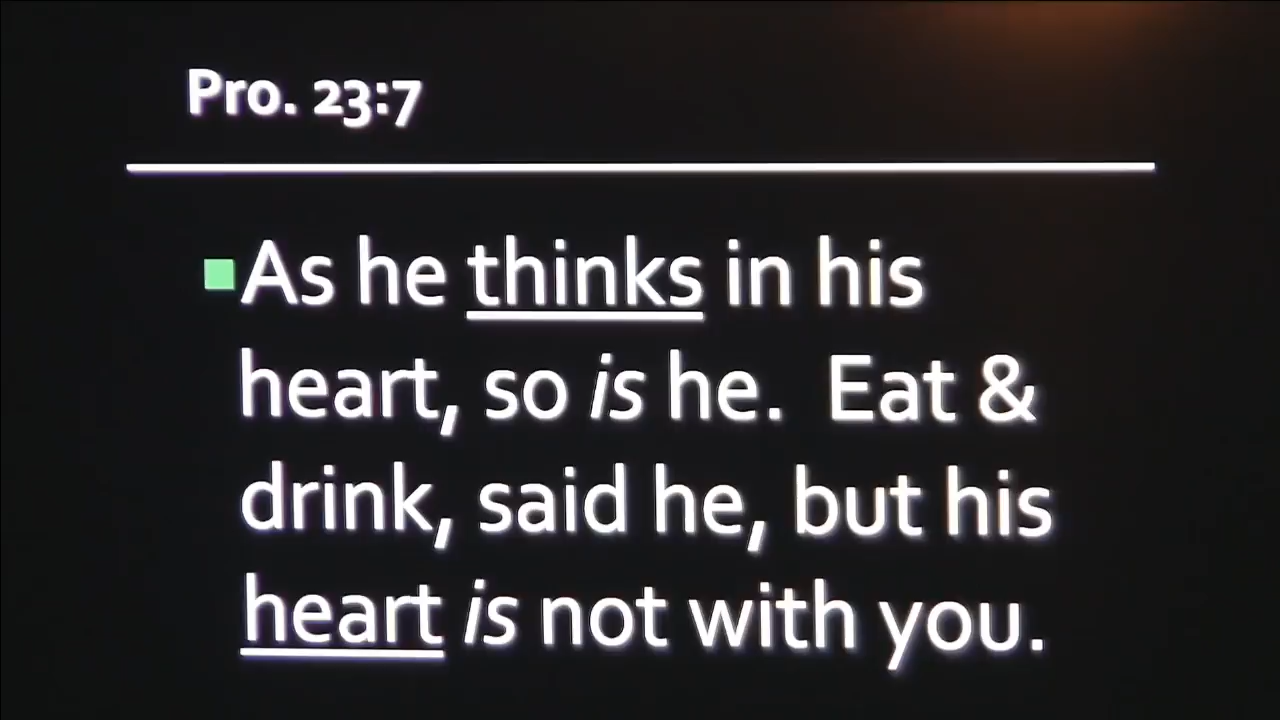 Pro. 23:7
As he thinks in his
heart, so is he.  Eat &
drink, said he, but his
heart is not with you.